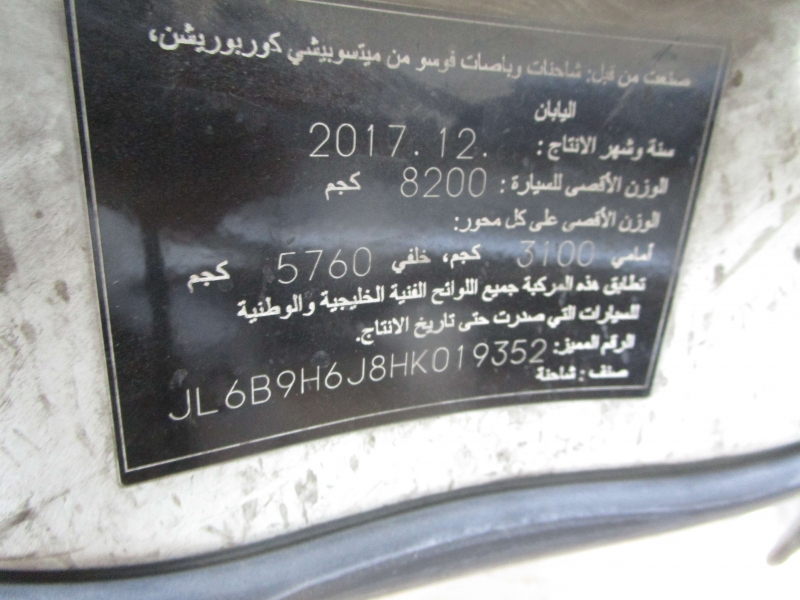 صنعت من قبل: شاحنات وباصات فوسو من ميتسوبيشي كوربوريشن،
اليابان
سنة وشهر الانتاج : 2017.12.
الوزن الأقصى للسيارة : 8200 كجم
الوزن الأقصى على كل محور:
أمامي 3100 كجم، خلفي 5760 كجم
تطابق هذه المركبة جميع اللوائح الفنية الخليجية والوطنية
للسيارات التي صدرت حتى تاريخ الانتاج.
الرقم المميز: JL6B9H6J8HK019352
صنف : شاحنة